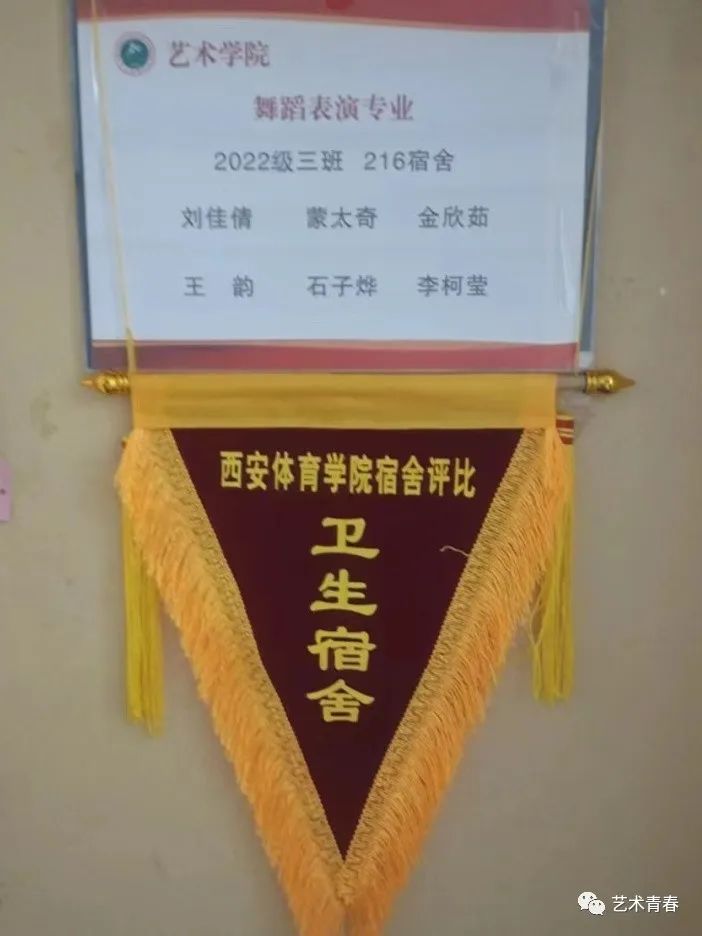 艺术学院
舞蹈表演专业
2022级三班 216宿舍
刘佳倩 蒙太奇 金欣茹
王 韵 石子烨 李柯莹
西安体育学院宿舍评比
卫
生
宿
舍
艺术青春